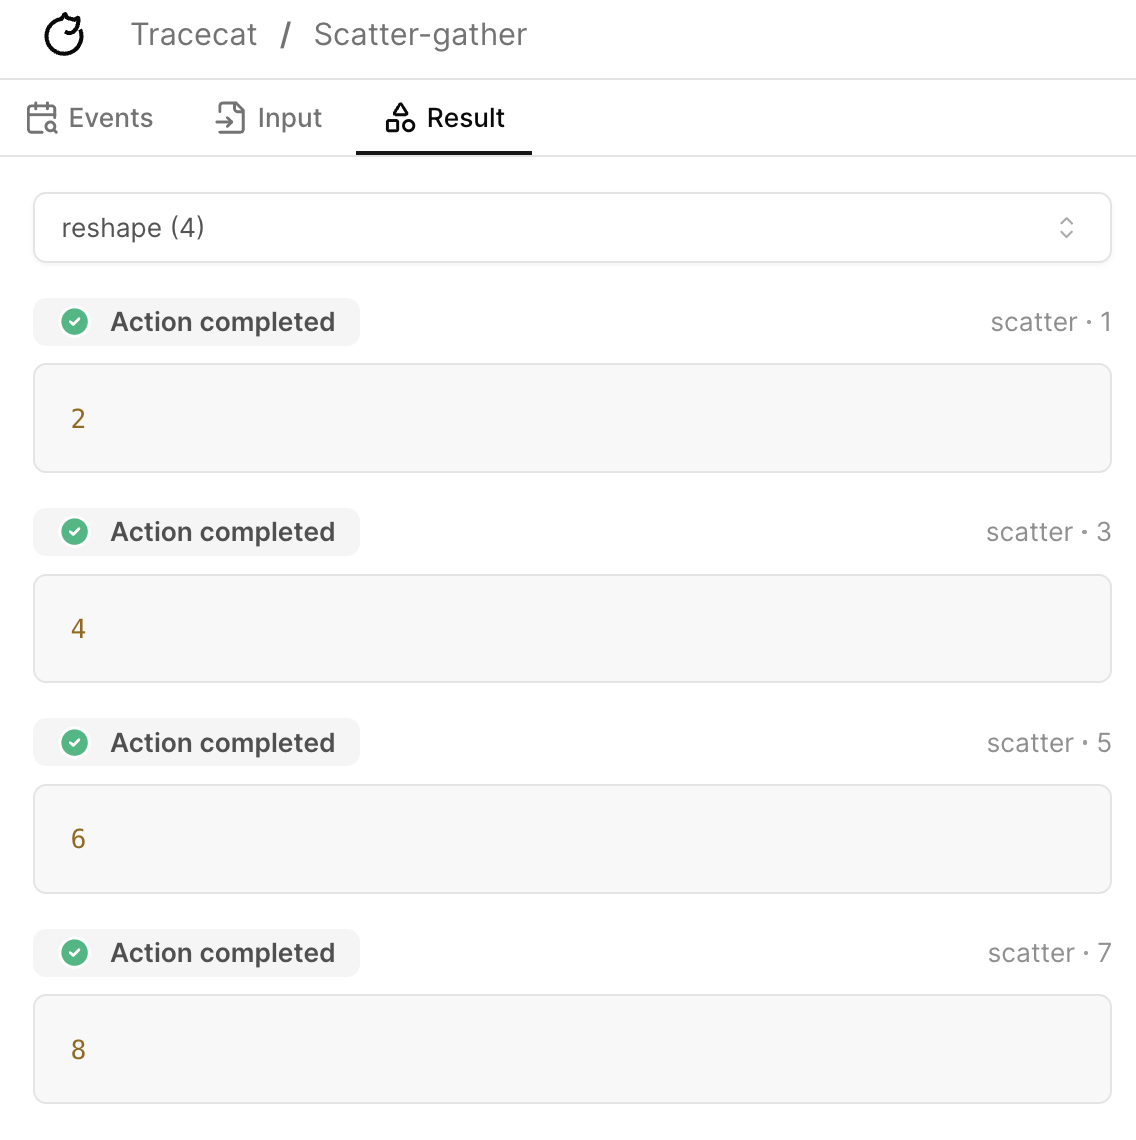 Tracecat / Scatter-gather
Events Input Result
reshape (4)
Action completed scatter · 1
2
Action completed scatter · 3
4
Action completed scatter · 5
6
Action completed scatter · 7
8